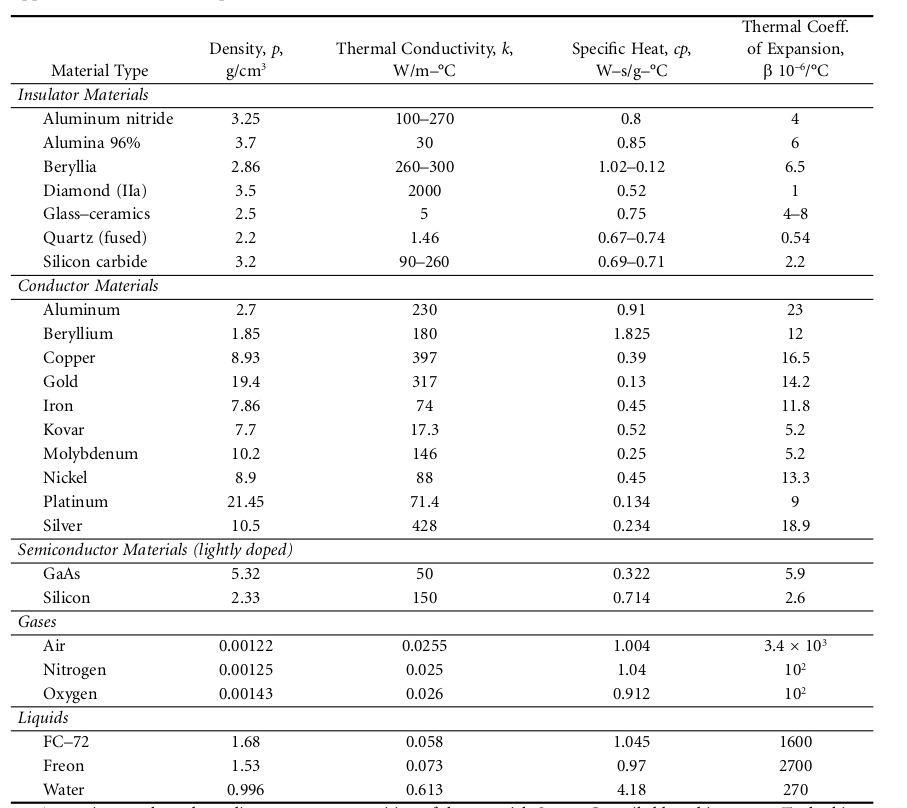 Thermal Coeff.
Density, p, Thermal Conductivity, k, Specific Heat, cp, of Expansion,
Material Type g/cm³ W/m–°C W–s/g–°C β 10⁻⁶/°C
Insulator Materials
Aluminum nitride 3.25 100–270 0.8 4
Alumina 96% 3.7 30 0.85 6
Beryllia 2.86 260–300 1.02–0.12 6.5
Diamond (IIa) 3.5 2000 0.52 1
Glass–ceramics 2.5 5 0.75 4–8
Quartz (fused) 2.2 1.46 0.67–0.74 0.54
Silicon carbide 3.2 90–260 0.69–0.71 2.2
Conductor Materials
Aluminum 2.7 230 0.91 23
Beryllium 1.85 180 1.825 12
Copper 8.93 397 0.39 16.5
Gold 19.4 317 0.13 14.2
Iron 7.86 74 0.45 11.8
Kovar 7.7 17.3 0.52 5.2
Molybdenum 10.2 146 0.25 5.2
Nickel 8.9 88 0.45 13.3
Platinum 21.45 71.4 0.134 9
Silver 10.5 428 0.234 18.9
Semiconductor Materials (lightly doped)
GaAs 5.32 50 0.322 5.9
Silicon 2.33 150 0.714 2.6
Gases
Air 0.00122 0.0255 1.004 3.4 × 10³
Nitrogen 0.00125 0.025 1.04 10²
Oxygen 0.00143 0.026 0.912 10²
Liquids
FC–72 1.68 0.058 1.045 1600
Freon 1.53 0.073 0.97 2700
Water 0.996 0.613 4.18 270